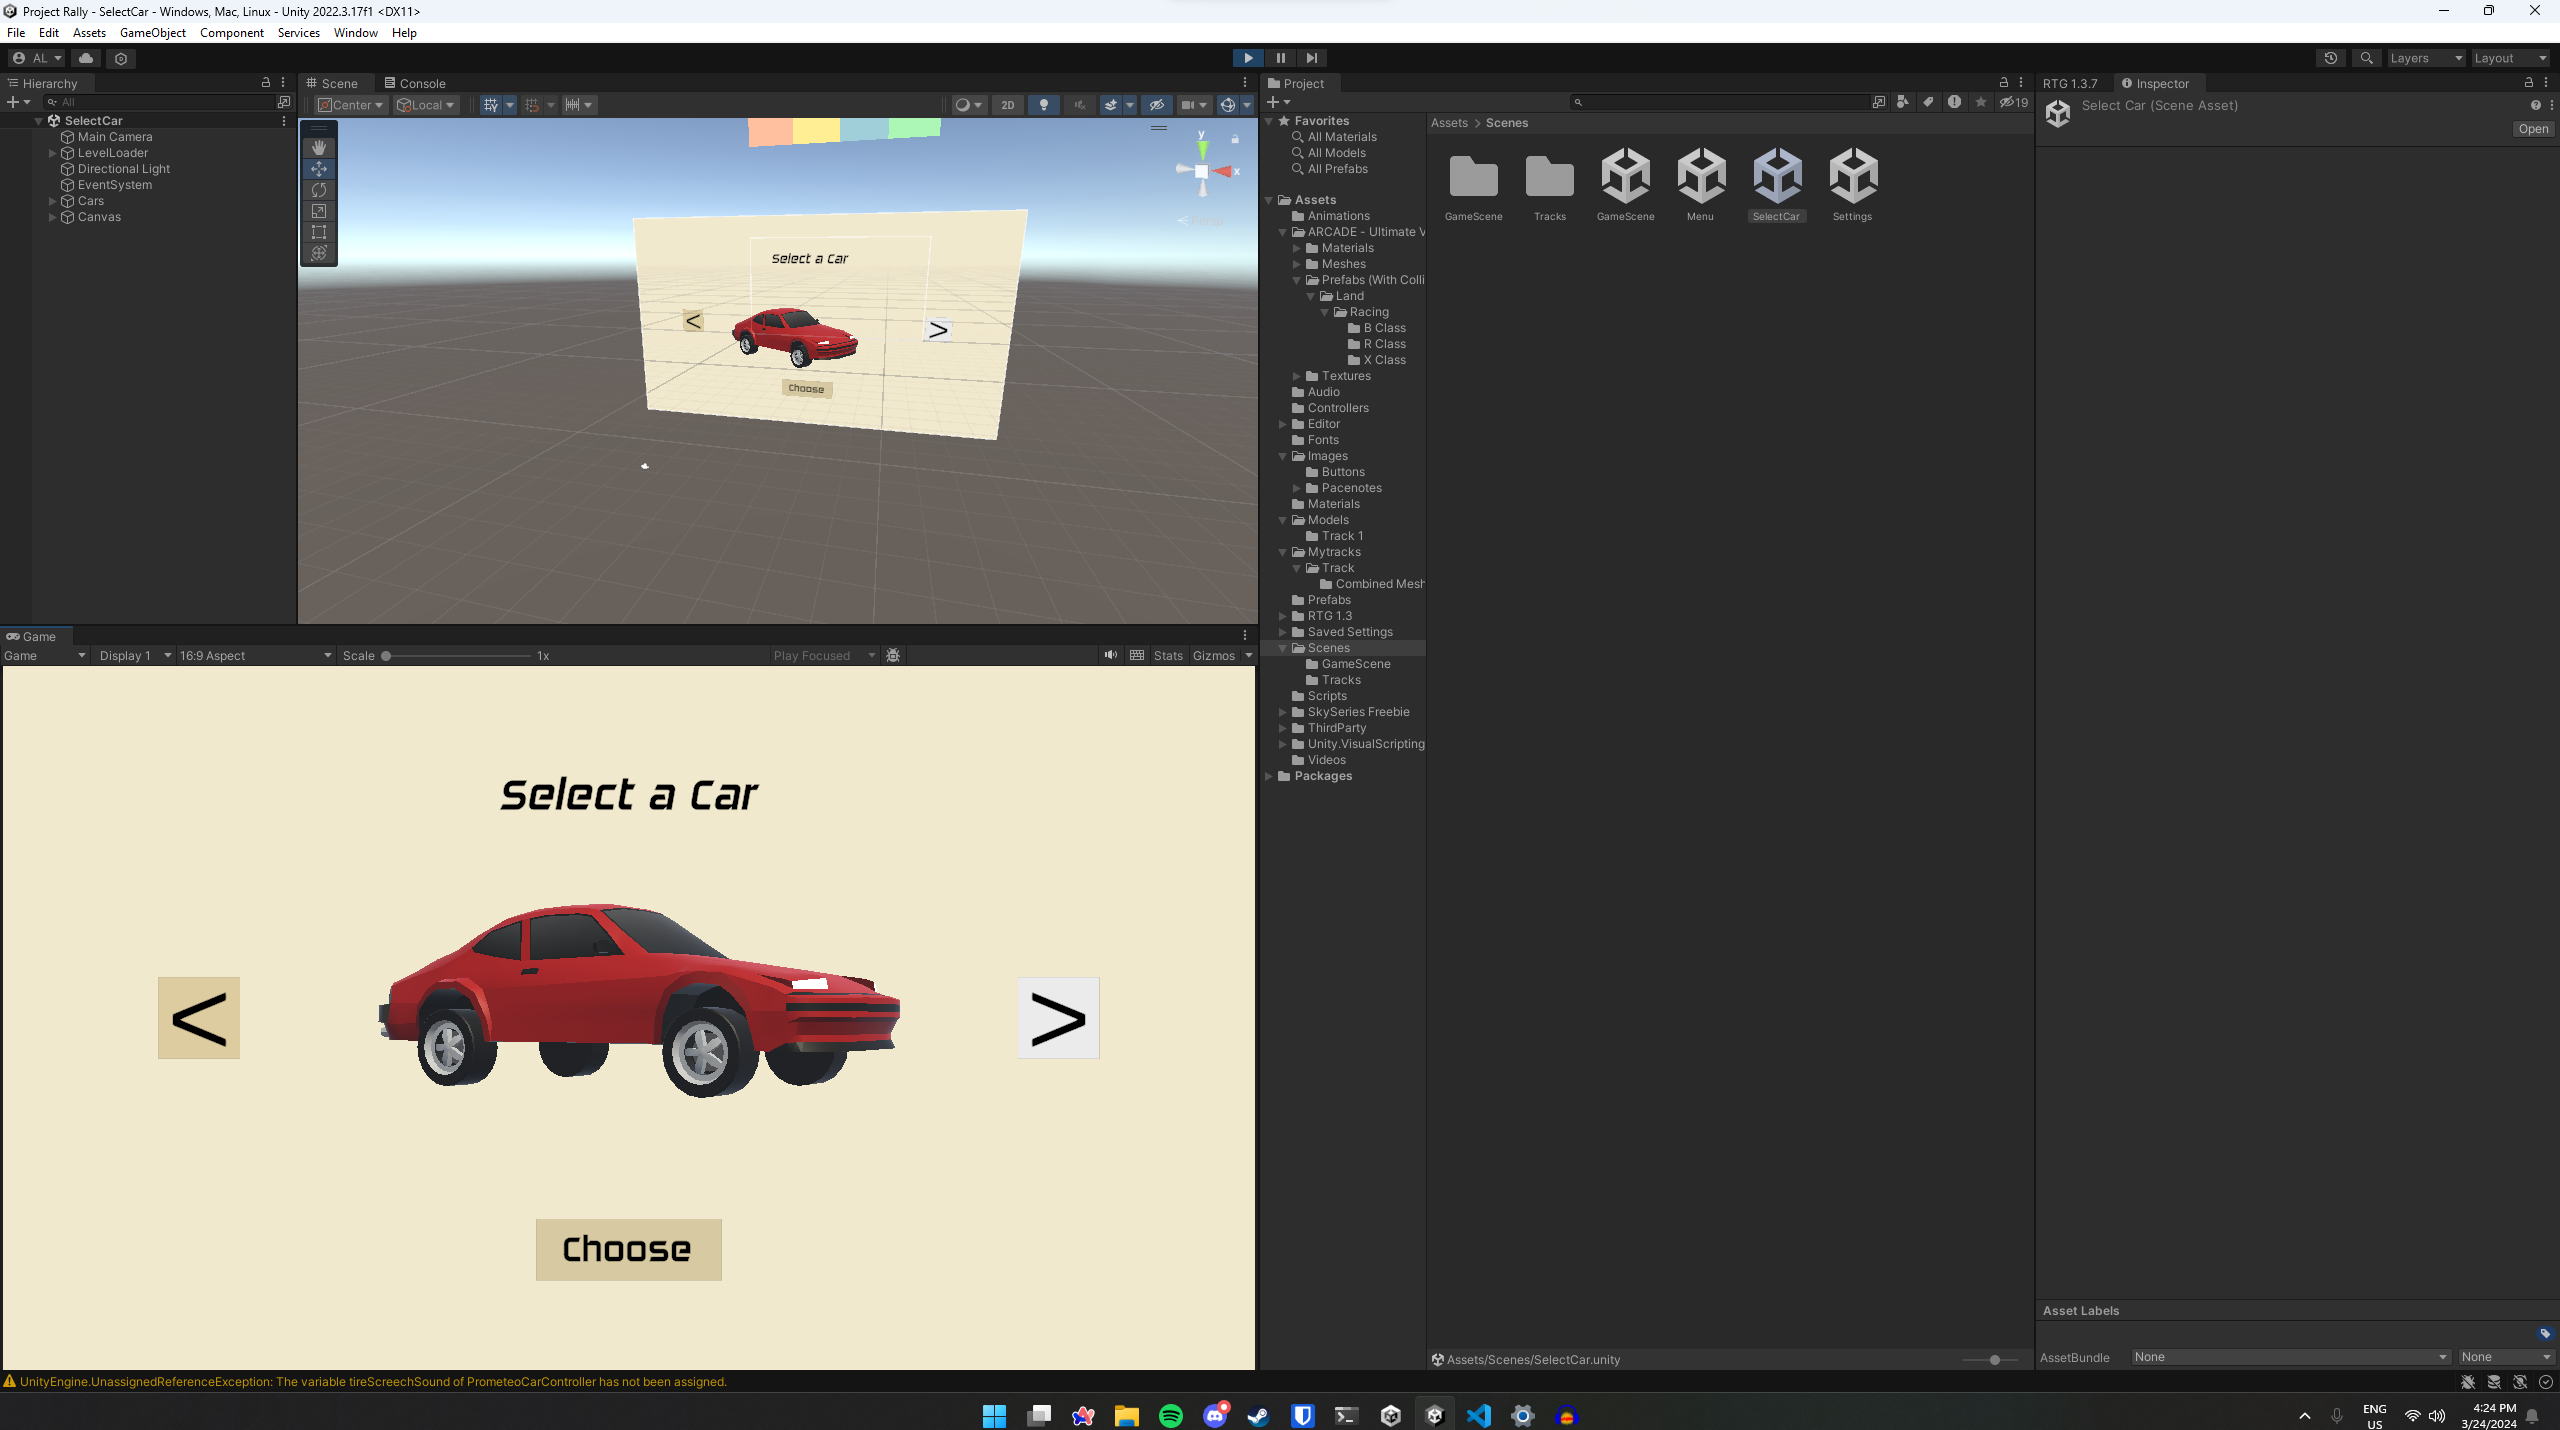 Project Rally - SelectCar - Windows, Mac, Linux - Unity 2022.3.17f1 <DX11>
File Edit Assets GameObject Component Services Window Help
AL
Layers
Layout
Hierarchy
All
SelectCar
Main Camera
LevelLoader
Directional Light
EventSystem
Cars
Canvas
Scene Console
Center Local
2D
y
x
Persp
Select a Car
<
>
Choose
Game
Game Display 1 16:9 Aspect Scale 1x Play Focused Stats Gizmos
Select a Car
<
>
Choose
Project
19
Favorites
All Materials
All Models
All Prefabs
Assets
Animations
ARCADE - Ultimate V
Materials
Meshes
Prefabs (With Colli
Land
Racing
B Class
R Class
X Class
Textures
Audio
Controllers
Editor
Fonts
Images
Buttons
Pacenotes
Materials
Models
Track 1
Mytracks
Track
Combined Mesh
Prefabs
RTG 1.3
Saved Settings
Scenes
GameScene
Tracks
Scripts
SkySeries Freebie
ThirdParty
Unity.VisualScripting
Videos
Packages
Assets > Scenes
GameScene Tracks GameScene Menu SelectCar Settings
Assets/Scenes/SelectCar.unity
RTG 1.3.7 Inspector
Select Car (Scene Asset)
Open
Asset Labels
AssetBundle None None
UnityEngine.UnassignedReferenceException: The variable tireScreechSound of PrometeoCarController has not been assigned.
ENG
US
4:24 PM
3/24/2024